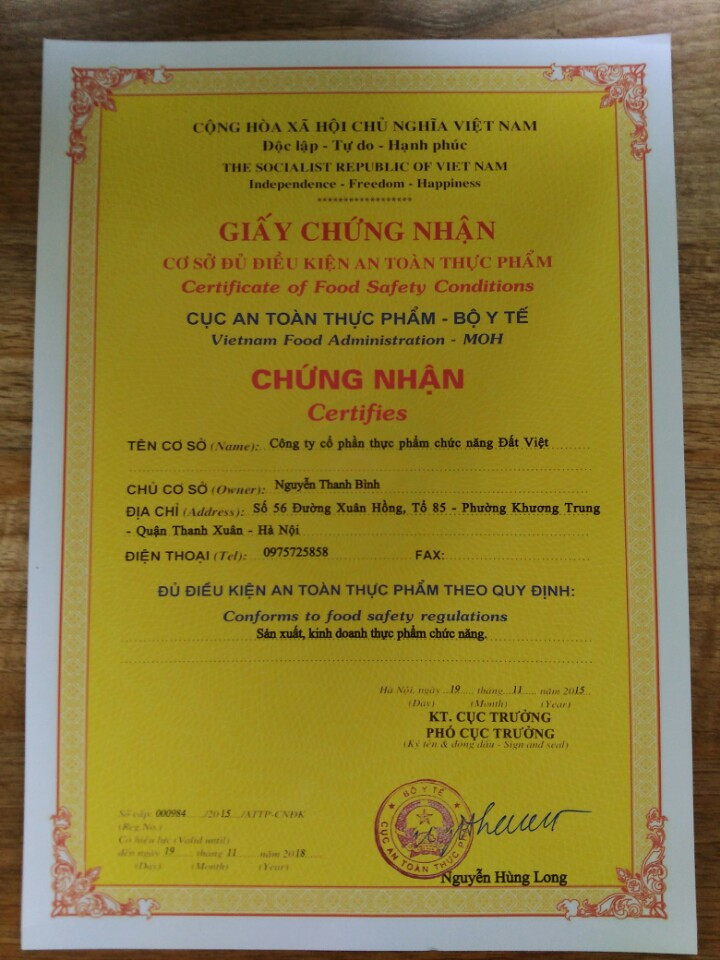 CỘNG HÒA XÃ HỘI CHỦ NGHĨA VIỆT NAM
Độc lập - Tự do - Hạnh phúc
THE SOCIALIST REPUBLIC OF VIET NAM
Independence - Freedom - Happiness
******************
GIẤY CHỨNG NHẬN
CƠ SỞ ĐỦ ĐIỀU KIỆN AN TOÀN THỰC PHẨM
Certificate of Food Safety Conditions
CỤC AN TOÀN THỰC PHẨM - BỘ Y TẾ
Vietnam Food Administration - MOH
CHỨNG NHẬN
Certifies
TÊN CƠ SỞ (Name): Công ty cổ phần thực phẩm chức năng Đất Việt
CHỦ CƠ SỞ (Owner): Nguyễn Thanh Bình
ĐỊA CHỈ (Address): Số 56 Đường Xuân Hồng, Tổ 85 - Phường Khương Trung
- Quận Thanh Xuân - Hà Nội
ĐIỆN THOẠI (Tel): 0975725858 FAX:
ĐỦ ĐIỀU KIỆN AN TOÀN THỰC PHẨM THEO QUY ĐỊNH:
Conforms to food safety regulations
Sản xuất, kinh doanh thực phẩm chức năng.
Hà Nội, ngày 19 tháng 11 năm 2015
(Day) (Month) (Year)
KT. CỤC TRƯỞNG
PHÓ CỤC TRƯỞNG
(Ký tên & đóng dấu - Sign and seal)
Số cấp: 000984 /2015 /ATTP-CNĐK
(Reg No.)
Có hiệu lực (Valid until)
đến ngày 19 tháng 11 năm 2018
(Day) (Month) (Year)
BỘ Y TẾ
CỤC AN TOÀN THỰC PHẨM
Nguyễn Hùng Long